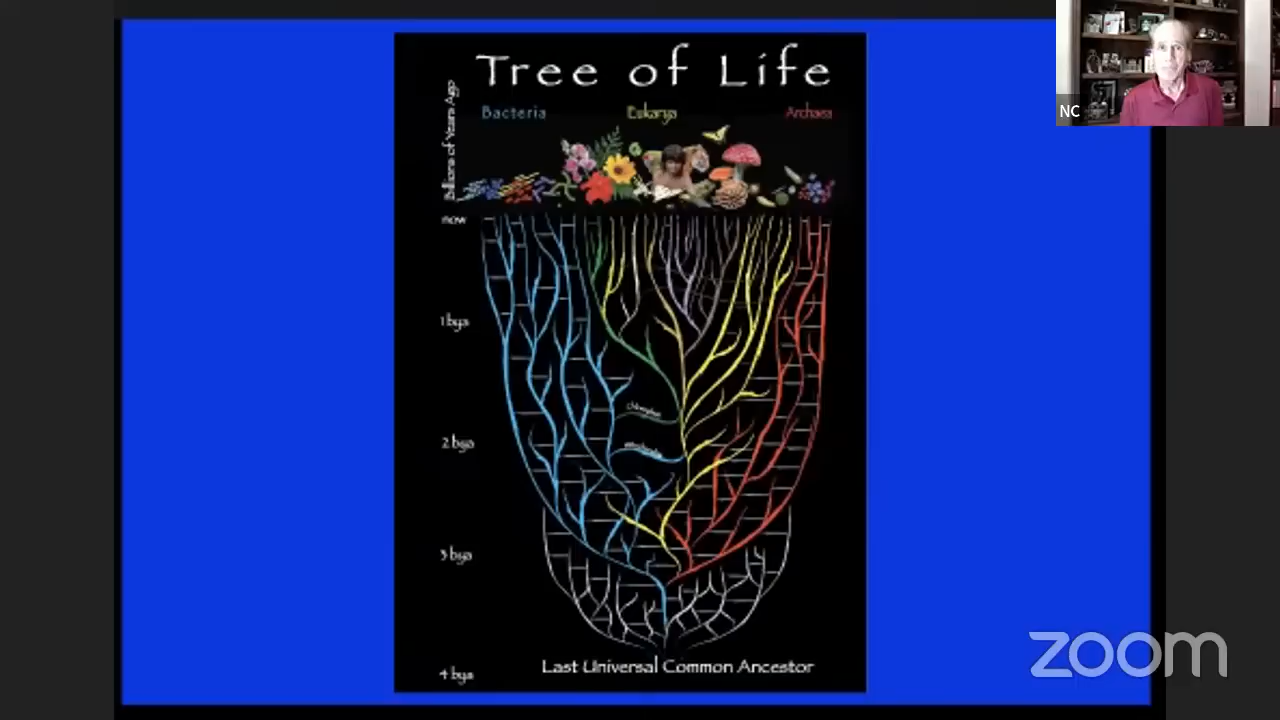 Tree of Life
Bacteria
Eukarya
Archaea
Billions of Years Ago
now
1 bya
2 bya
3 bya
4 bya
Last Universal Common Ancestor
NC
zoom